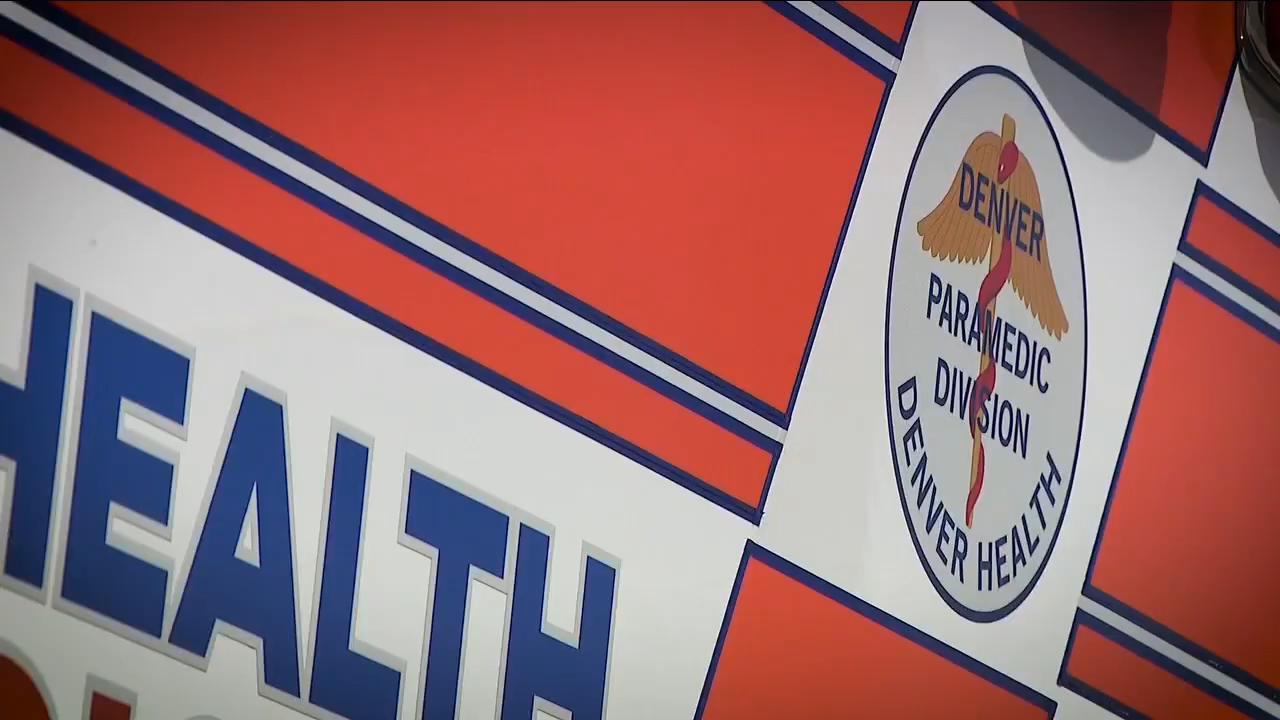 HEALTH
DENVER
PARAMEDIC
DIVISION
DENVER HEALTH